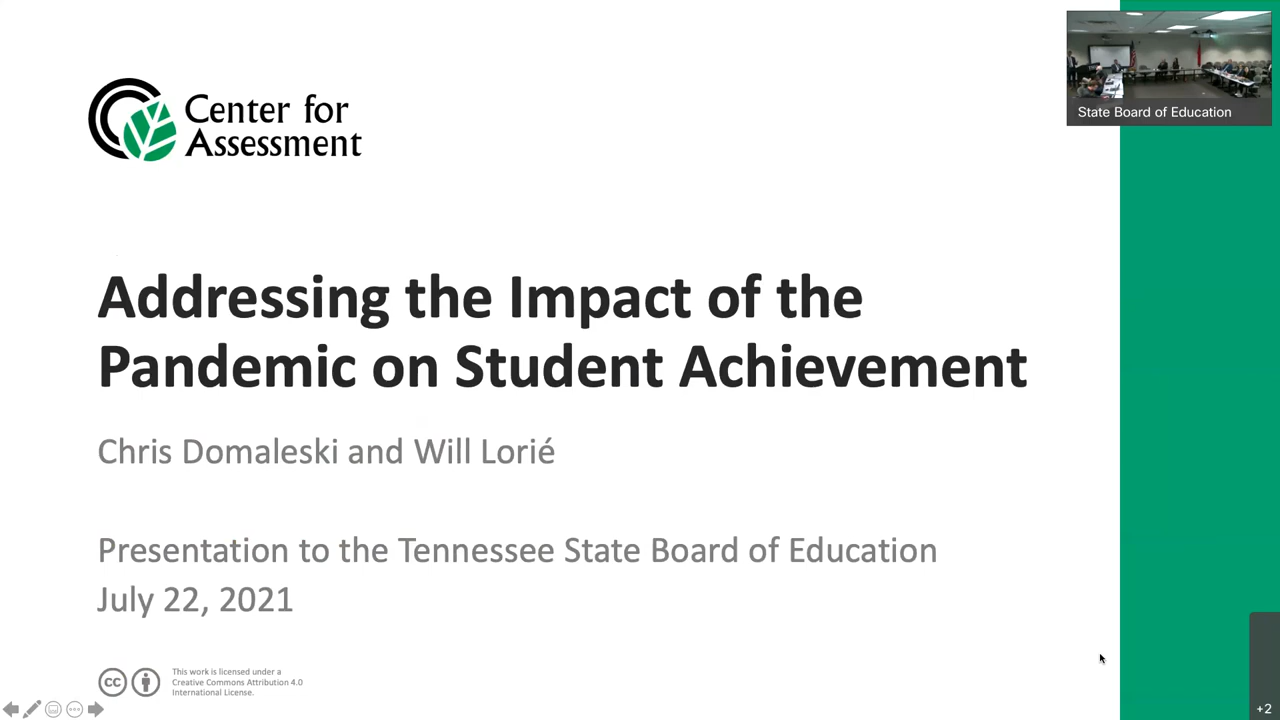 Center for
Assessment
State Board of Education
Addressing the Impact of the
Pandemic on Student Achievement
Chris Domaleski and Will Lorié
Presentation to the Tennessee State Board of Education
July 22, 2021
cc
This work is licensed under a
Creative Commons Attribution 4.0
International License.
+2